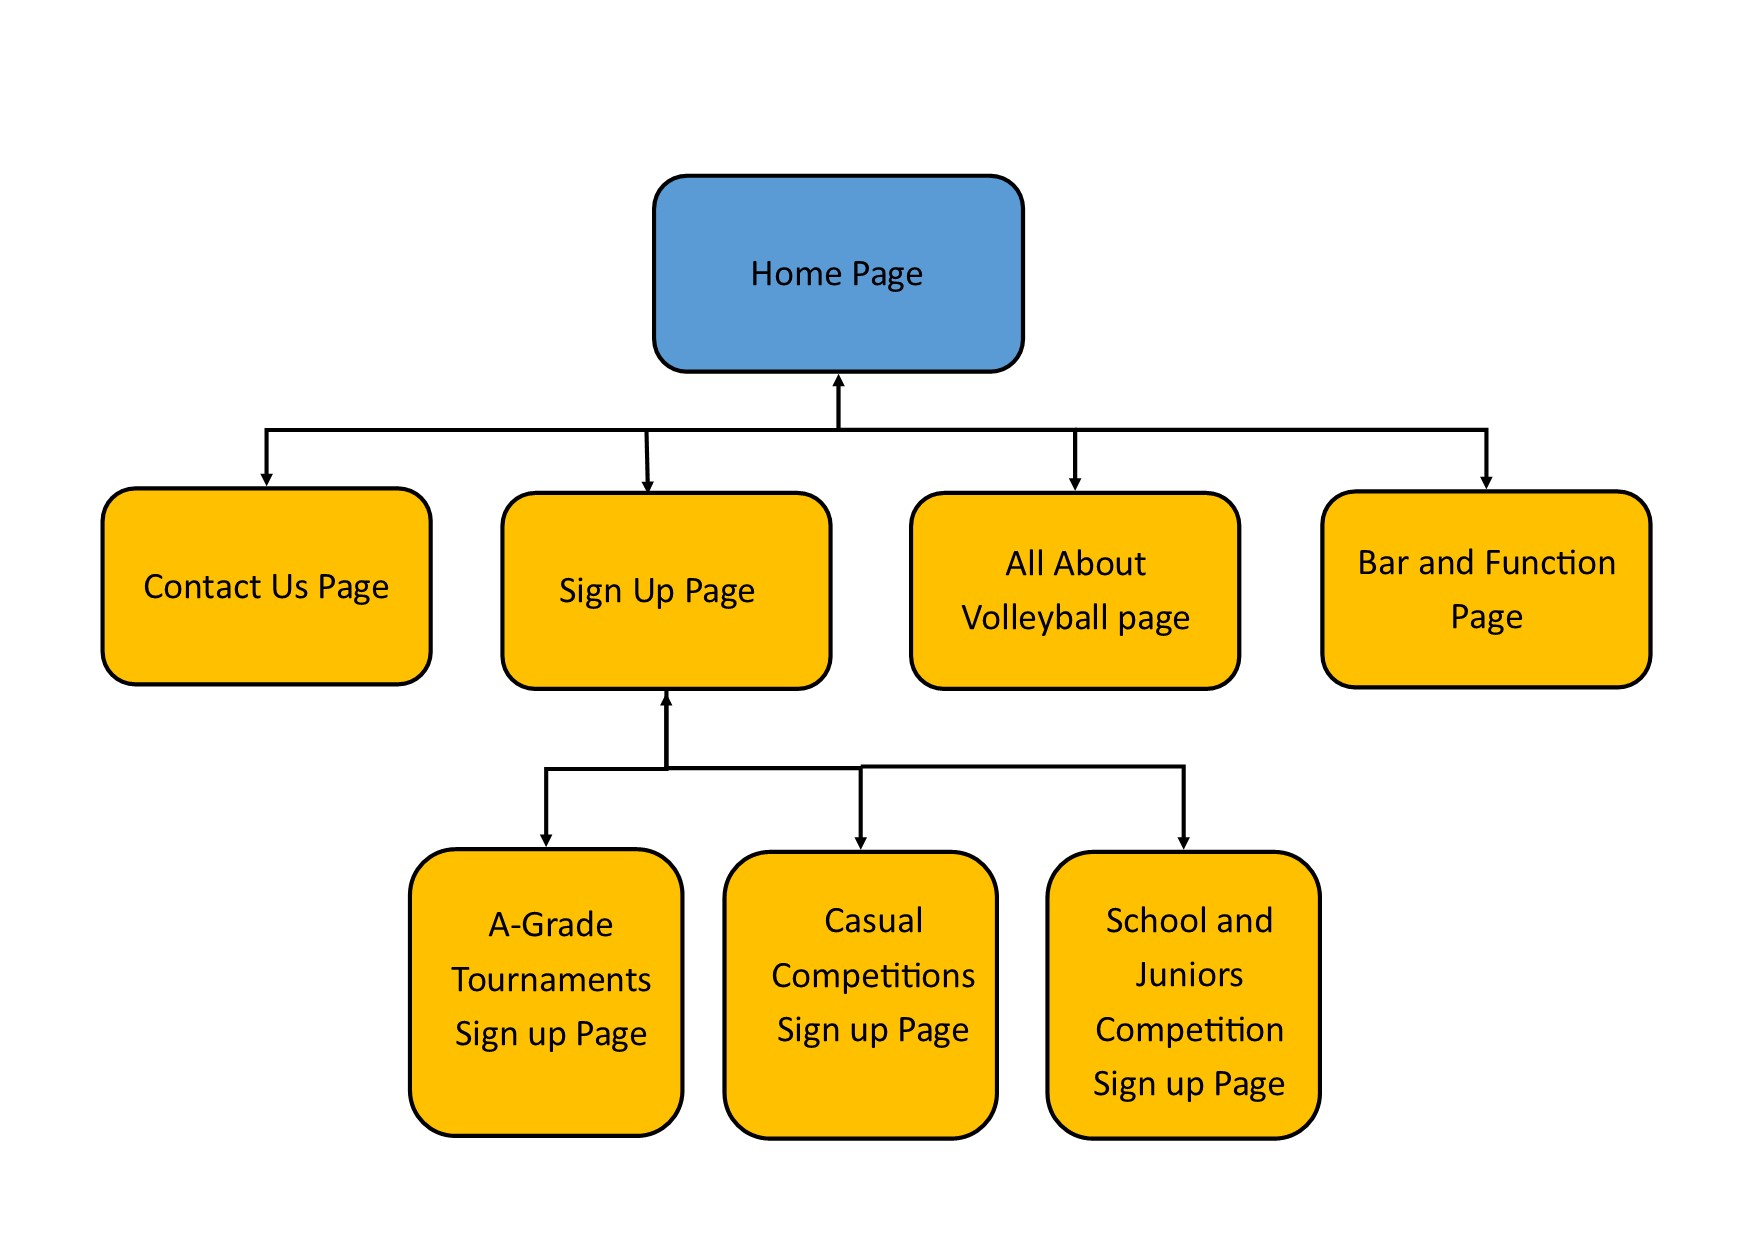 Home Page
Contact Us Page
Sign Up Page
All About
Volleyball page
Bar and Function
Page
A-Grade
Tournaments
Sign up Page
Casual
Competitions
Sign up Page
School and
Juniors
Competition
Sign up Page